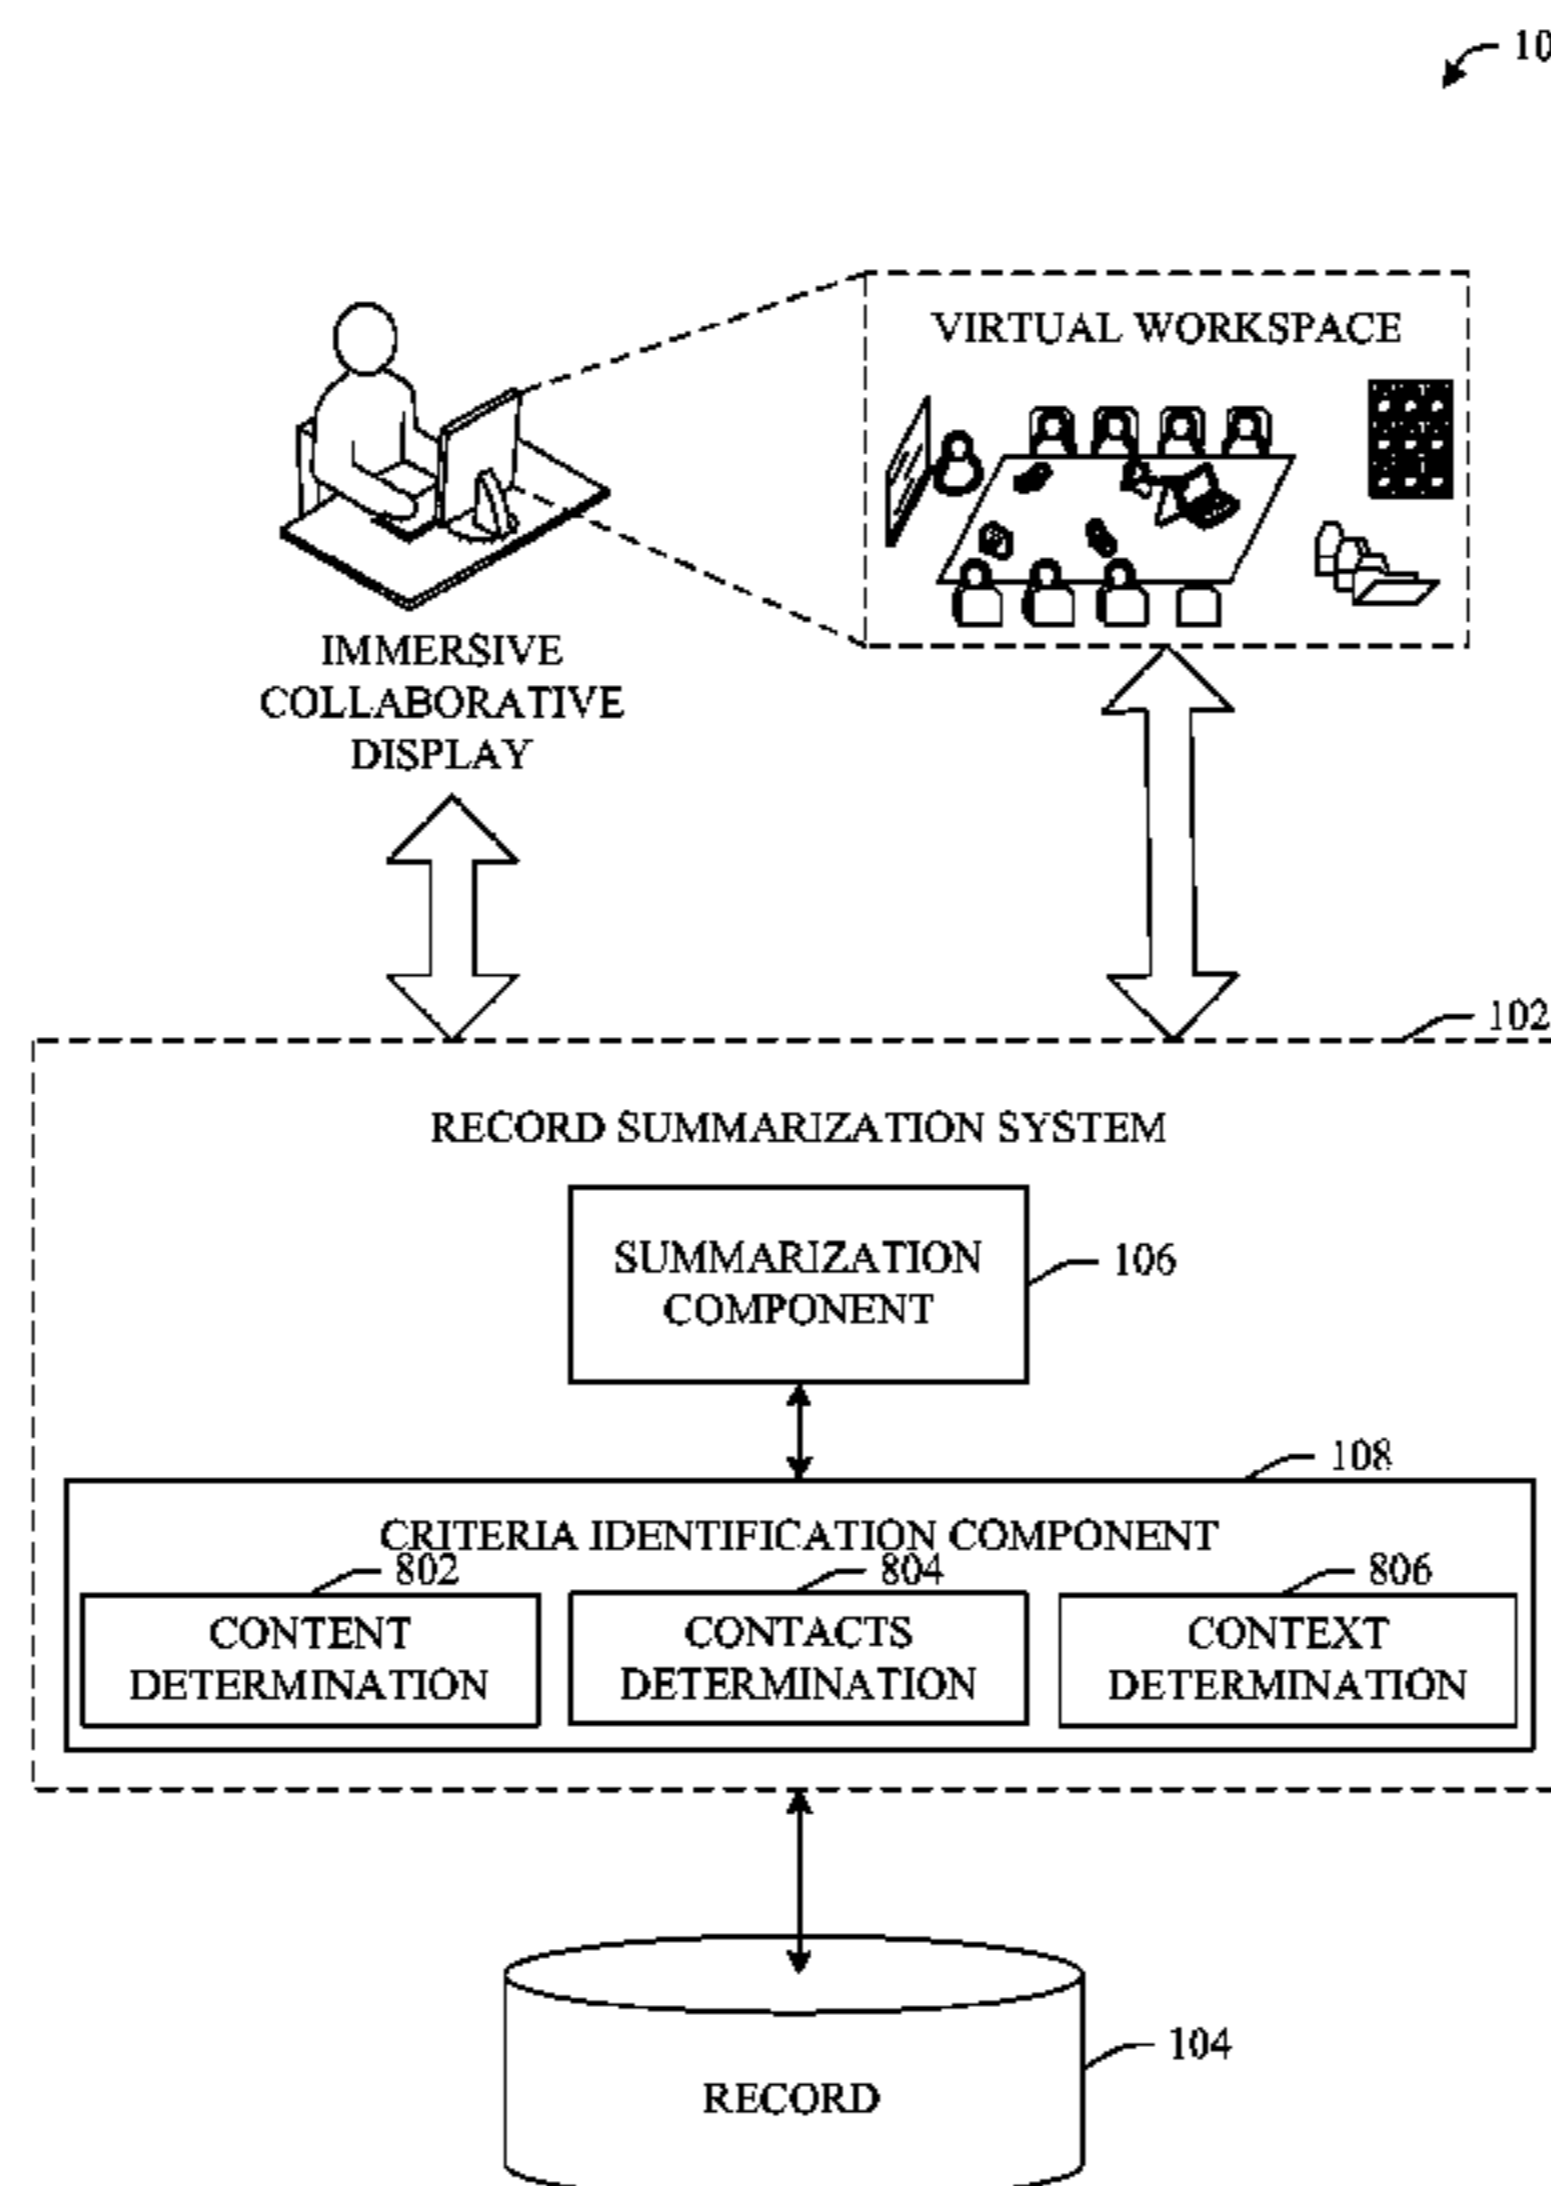 10
VIRTUAL WORKSPACE
IMMERSIVE
COLLABORATIVE
DISPLAY
102
RECORD SUMMARIZATION SYSTEM
SUMMARIZATION
COMPONENT
106
108
CRITERIA IDENTIFICATION COMPONENT
802
804
806
CONTENT
DETERMINATION
CONTACTS
DETERMINATION
CONTEXT
DETERMINATION
104
RECORD